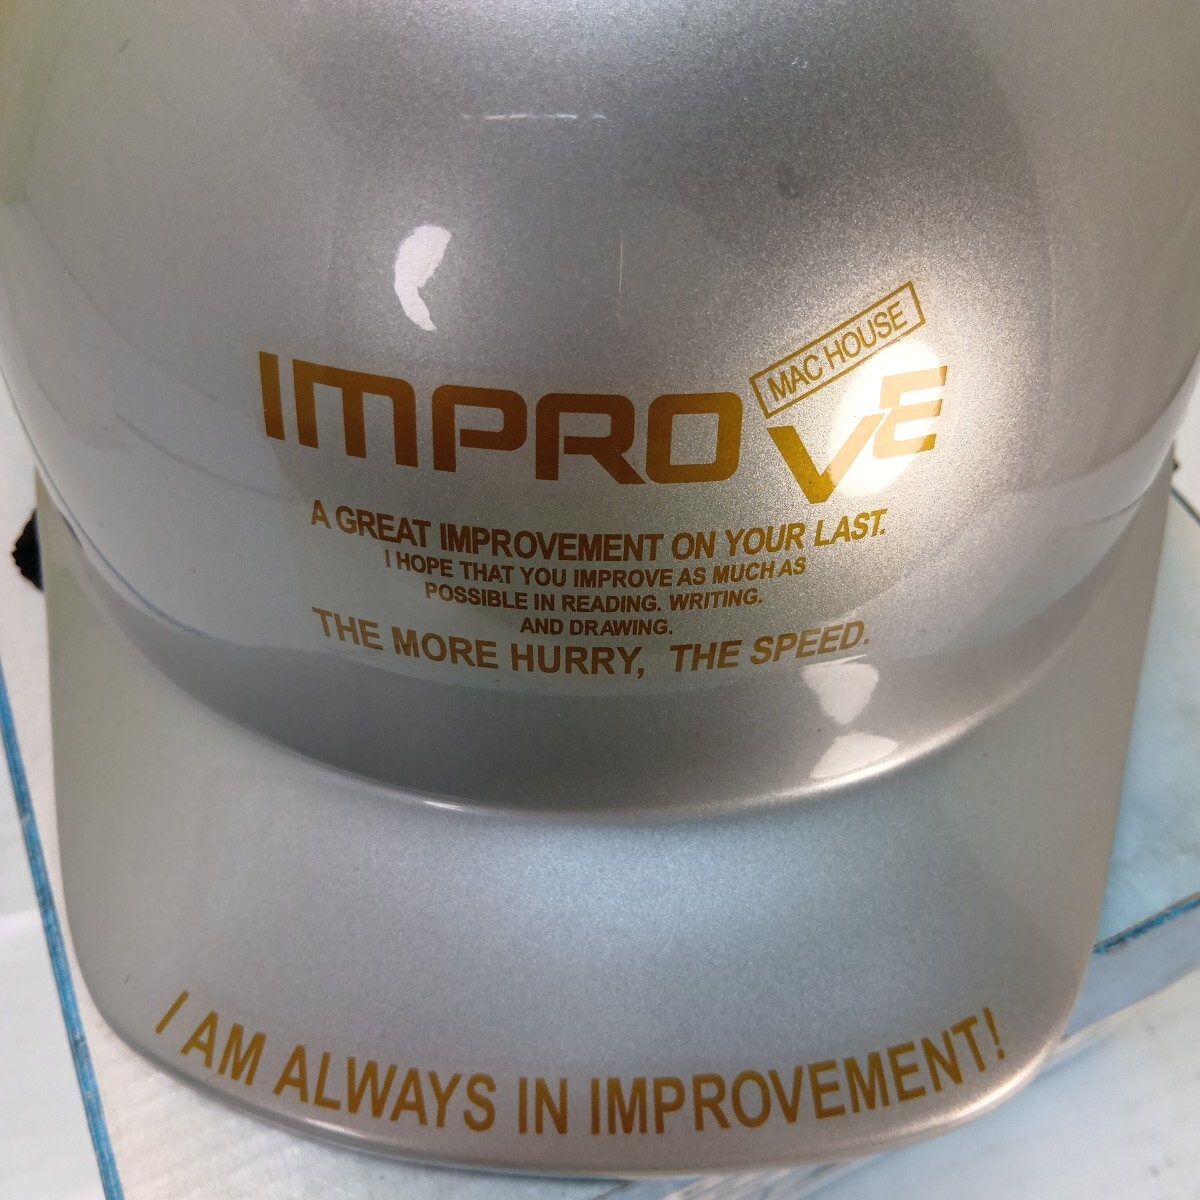 MAC HOUSE
IMPROVE
A GREAT IMPROVEMENT ON YOUR LAST.
I HOPE THAT YOU IMPROVE AS MUCH AS
POSSIBLE IN READING. WRITING.
AND DRAWING.
THE MORE HURRY, THE SPEED.
I AM ALWAYS IN IMPROVEMENT!